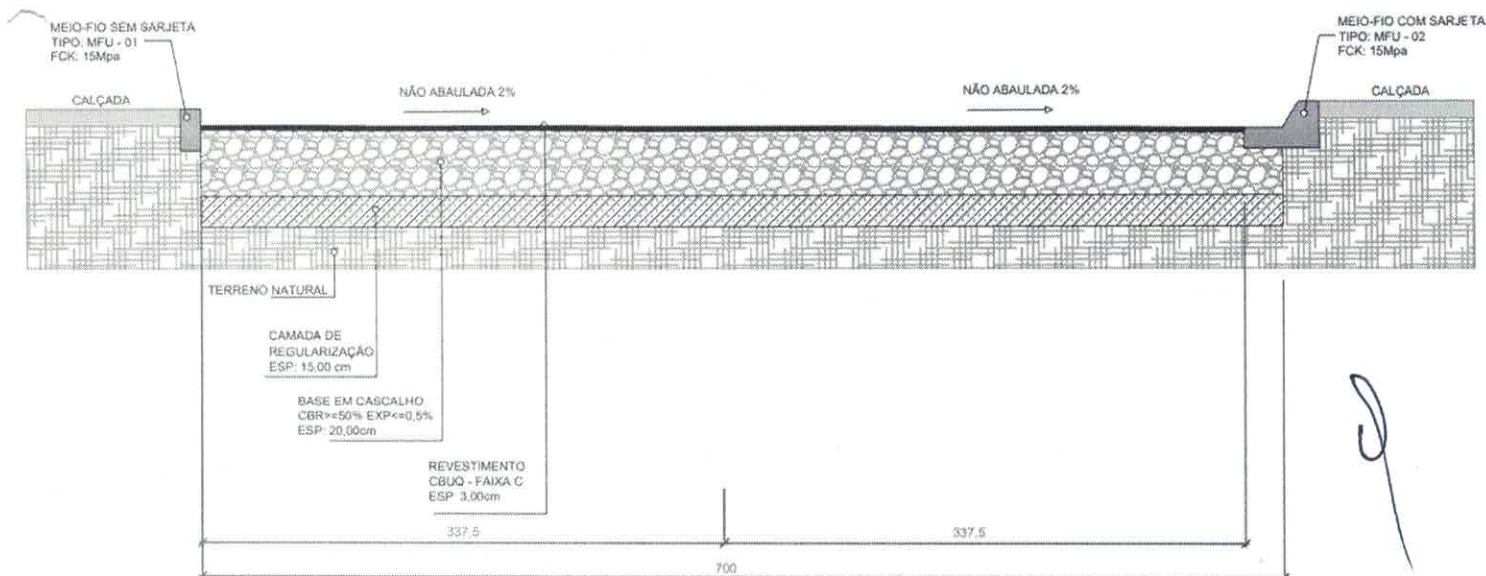 MEIO-FIO SEM SARJETA
TIPO: MFU - 01
FCK: 15Mpa
MEIO-FIO COM SARJETA
TIPO: MFU - 02
FCK: 15Mpa
CALÇADA
NÃO ABAULADA 2%
NÃO ABAULADA 2%
CALÇADA
TERRENO NATURAL
CAMADA DE
REGULARIZAÇÃO
ESP: 15,00 cm
BASE EM CASCALHO
CBR>=50% EXP<=0,5%
ESP: 20,00cm
REVESTIMENTO
CBUQ - FAIXA C
ESP 3,00cm
337,5
337,5
700